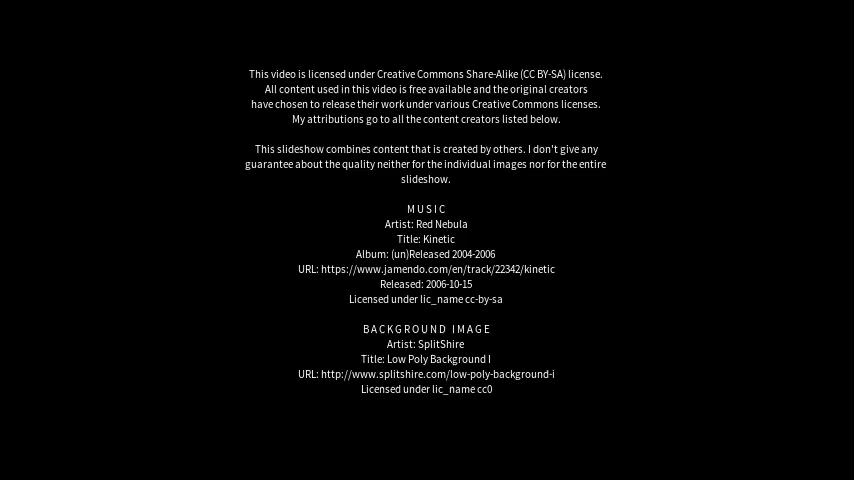 This video is licensed under Creative Commons Share-Alike (CC BY-SA) license.
All content used in this video is free available and the original creators
have chosen to release their work under various Creative Commons licenses.
My attributions go to all the content creators listed below.
This slideshow combines content that is created by others. I don't give any
guarantee about the quality neither for the individual images nor for the entire
slideshow.
MUSIC
Artist: Red Nebula
Title: Kinetic
Album: (un)Released 2004-2006
URL: https://www.jamendo.com/en/track/22342/kinetic
Released: 2006-10-15
Licensed under lic_name cc-by-sa
BACKGROUND IMAGE
Artist: SplitShire
Title: Low Poly Background I
URL: http://www.splitshire.com/low-poly-background-i
Licensed under lic_name cc0